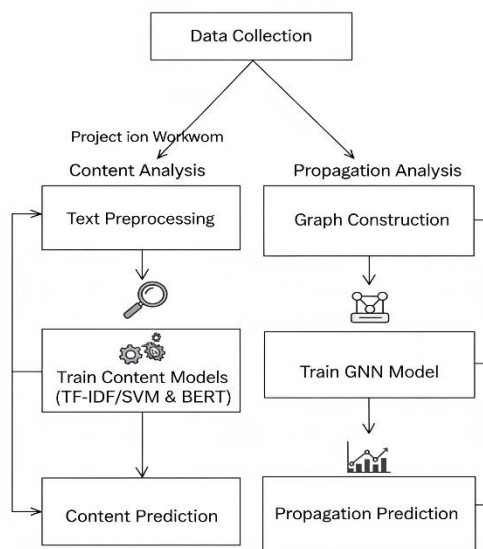 Data Collection
Project ion Workwom
Content Analysis
Propagation Analysis
Text Preprocessing
Graph Construction
Train Content Models
(TF-IDF/SVM & BERT)
Train GNN Model
Content Prediction
Propagation Prediction